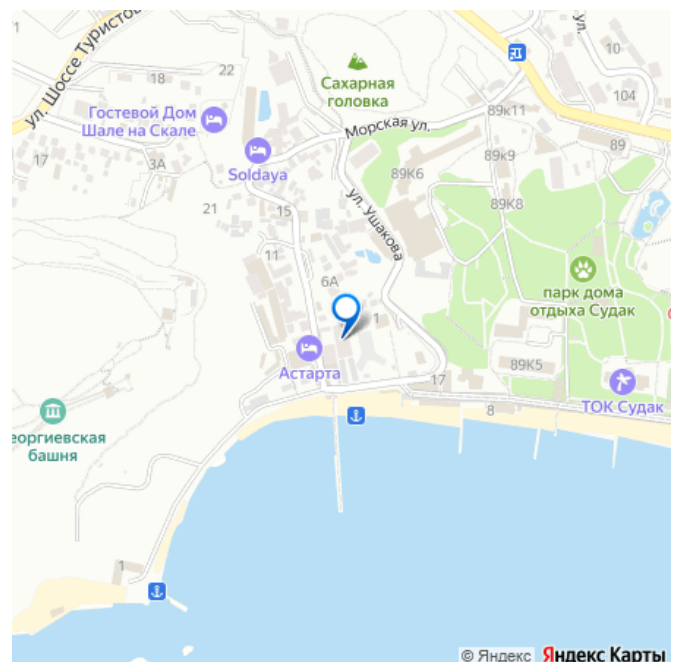 ул. Шоссе Туристов
22
18
Сахарная
головка
10
ул.
104
89к11
89
Гостевой Дом
Шале на Скале
Морская ул.
17
3А
Soldaya
89к9
89К6
21
15
89К8
ул. Ушакова
11
6А
парк дома
отдыха Судак
1
Астарта
89К5
17
ТОК Судак
8
еоргиевская
башня
1
© Яндекс Яндекс Карты